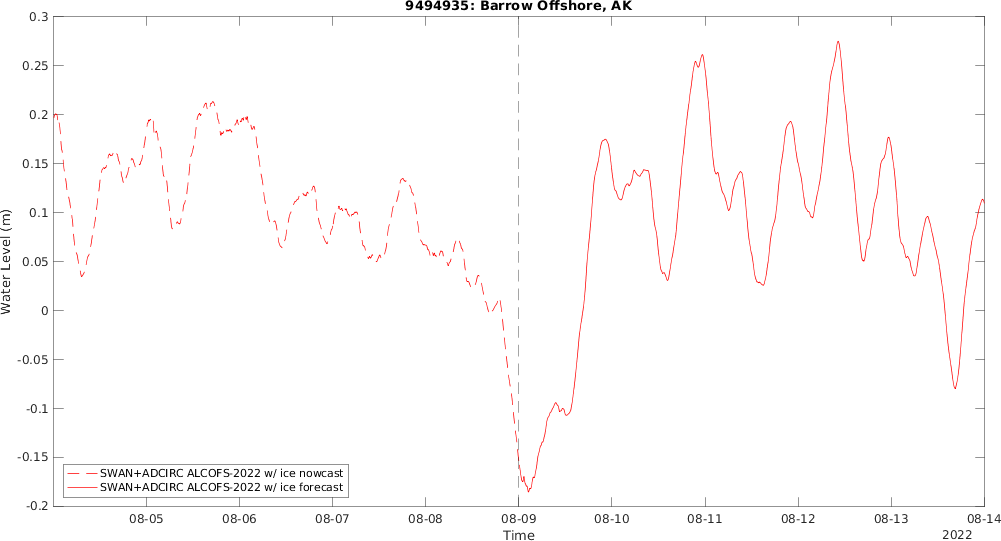 9494935: Barrow Offshore, AK
0.3
0.25
0.2
0.15
0.1
0.05
0
-0.05
-0.1
-0.15
-0.2
Water Level (m)
SWAN+ADCIRC ALCOFS-2022 w/ ice nowcast
SWAN+ADCIRC ALCOFS-2022 w/ ice forecast
08-05 08-06 08-07 08-08 08-09 08-10 08-11 08-12 08-13 08-14
Time
2022